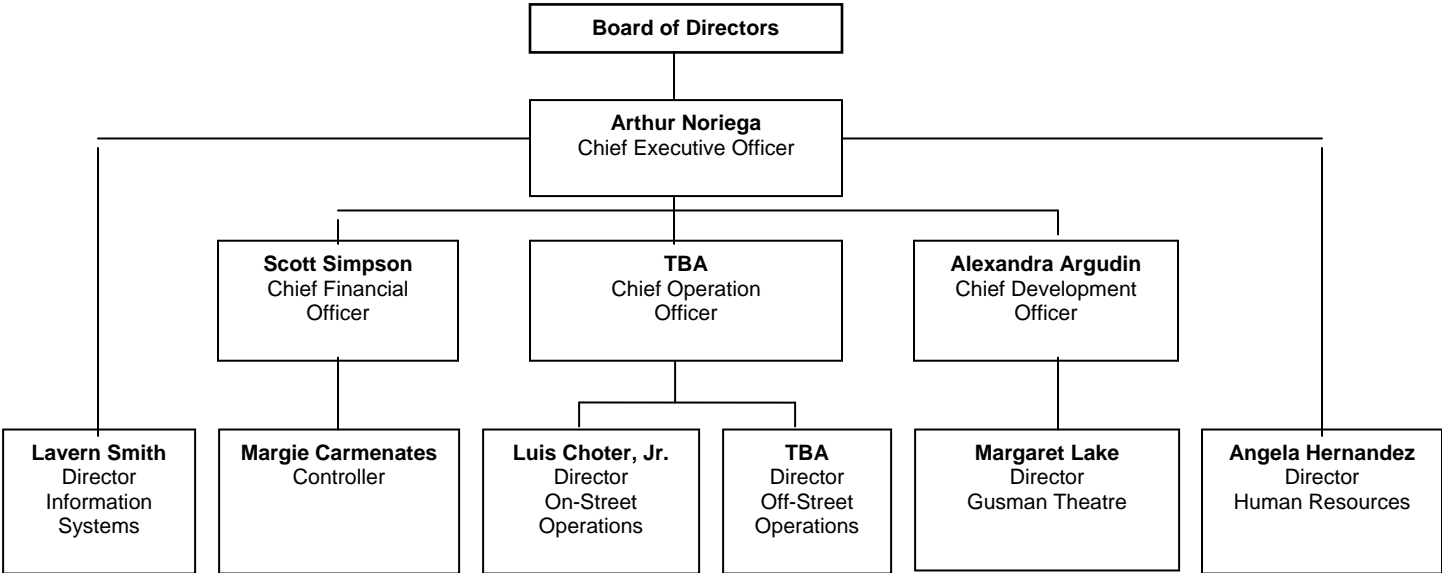 Board of Directors
Arthur Noriega
Chief Executive Officer
Scott Simpson
Chief Financial
Officer
TBA
Chief Operation
Officer
Alexandra Argudin
Chief Development
Officer
Lavern Smith
Director
Information
Systems
Margie Carmenates
Controller
Luis Choter, Jr.
Director
On-Street
Operations
TBA
Director
Off-Street
Operations
Margaret Lake
Director
Gusman Theatre
Angela Hernandez
Director
Human Resources